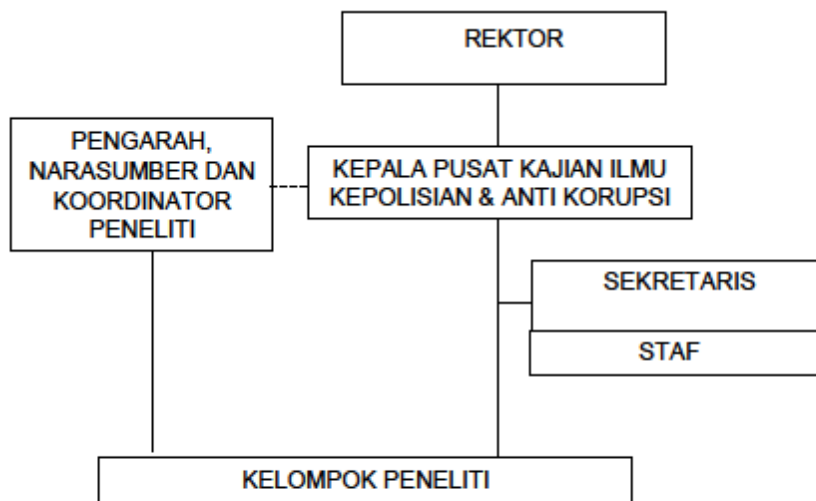 REKTOR
PENGARAH,
NARASUMBER DAN
KOORDINATOR
PENELITI
KEPALA PUSAT KAJIAN ILMU
KEPOLISIAN & ANTI KORUPSI
SEKRETARIS
STAF
KELOMPOK PENELITI